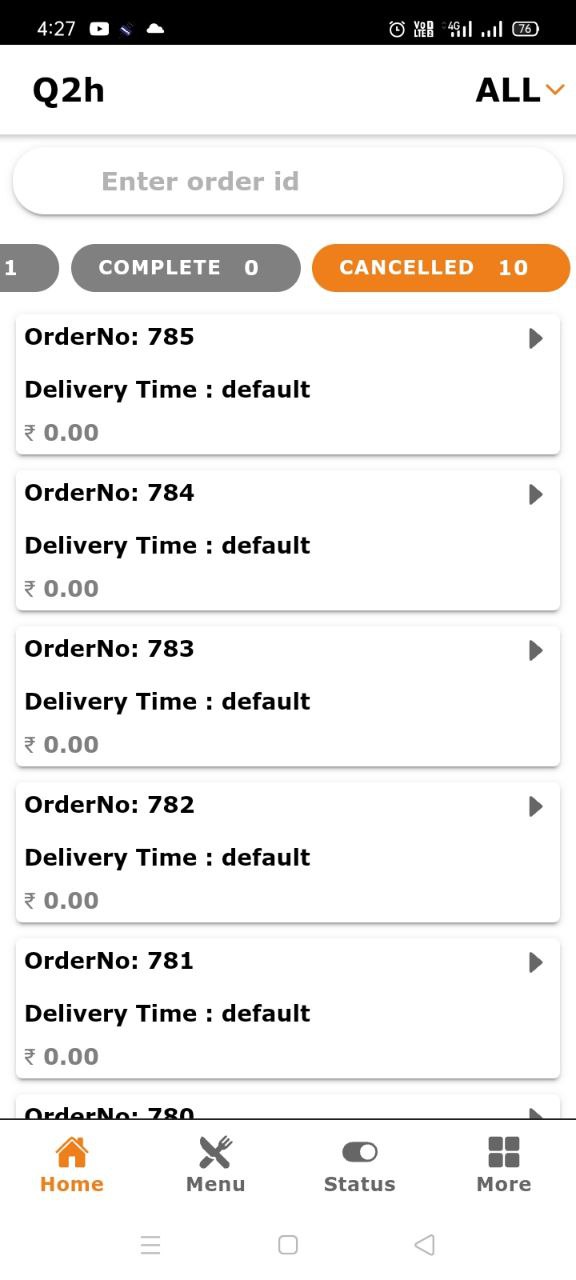 4:27 VoD LTE 4G 76
Q2h ALL
Enter order id
1 COMPLETE 0 CANCELLED 10
OrderNo: 785
Delivery Time : default
₹ 0.00
OrderNo: 784
Delivery Time : default
₹ 0.00
OrderNo: 783
Delivery Time : default
₹ 0.00
OrderNo: 782
Delivery Time : default
₹ 0.00
OrderNo: 781
Delivery Time : default
₹ 0.00
OrderNo: 780
Home Menu Status More